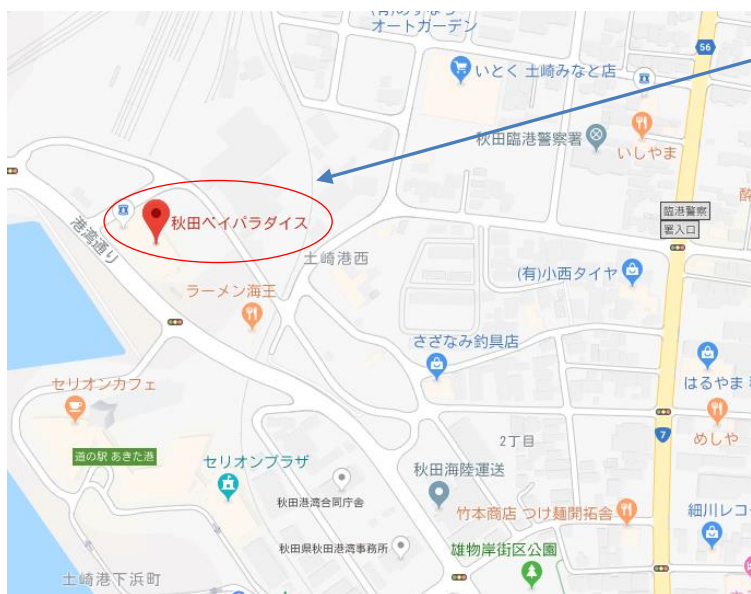 オートガーデン
56
いとく 土崎みなと店
秋田臨港警察署
いしやま
酔
臨港警察
署入口
秋田ベイパラダイス
港湾通り
土崎港西
(有)小西タイヤ
ラーメン海王
さざなみ釣具店
はるやま
セリオンカフェ
めしや
7
2丁目
道の駅 あきた港
セリオンプラザ
秋田海陸運送
秋田港湾合同庁舎
竹本商店 つけ麺開拓舎
細川レコ
秋田県秋田港湾事務所
雄物岸街区公園
土崎港下浜町